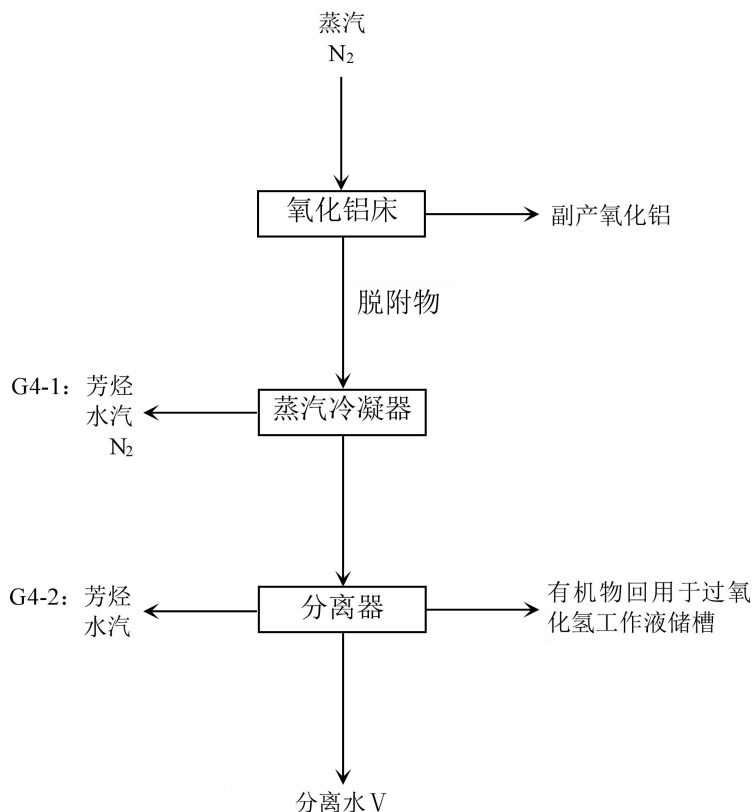 蒸汽
N₂
氧化铝床
副产氧化铝
脱附物
G4-1：芳烃
水汽
N₂
蒸汽冷凝器
G4-2：芳烃
水汽
分离器
有机物回用于过氧
化氢工作液储槽
分离水Ⅴ